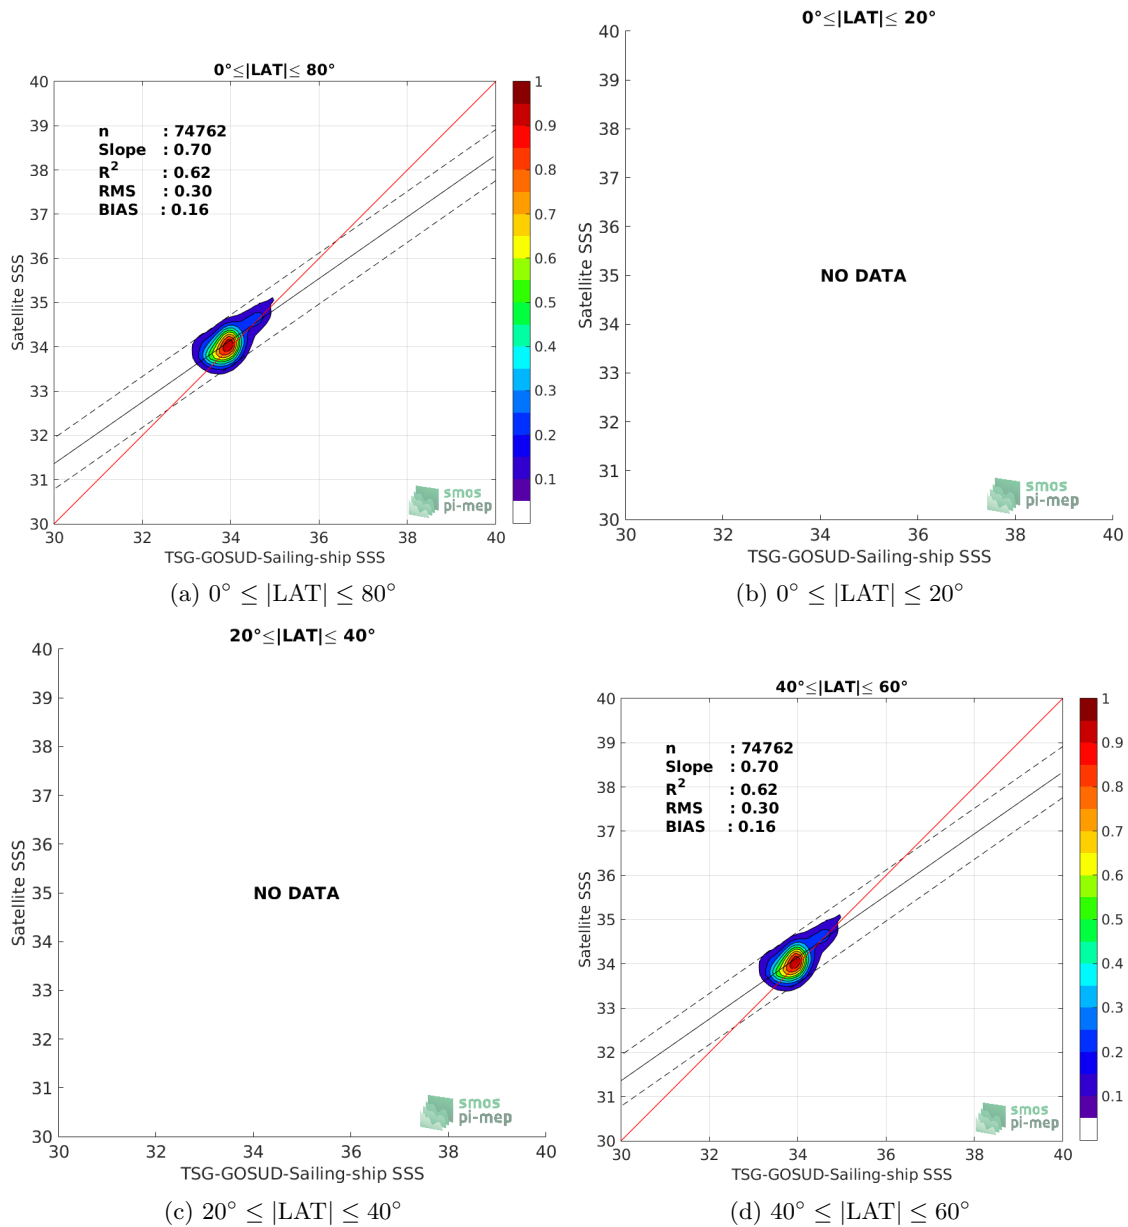 0°≤|LAT|≤ 80°
40
39
38
37
36
35
34
33
32
31
30
Satellite SSS
n : 74762
Slope : 0.70
R² : 0.62
RMS : 0.30
BIAS : 0.16
1
0.9
0.8
0.7
0.6
0.5
0.4
0.3
0.2
0.1
smos
pi-mep
30 32 34 36 38 40
TSG-GOSUD-Sailing-ship SSS
(a) 0° ≤ |LAT| ≤ 80°
0°≤|LAT|≤ 20°
40
39
38
37
36
35
34
33
32
31
30
Satellite SSS
NO DATA
smos
pi-mep
30 32 34 36 38 40
TSG-GOSUD-Sailing-ship SSS
(b) 0° ≤ |LAT| ≤ 20°
20°≤|LAT|≤ 40°
40
39
38
37
36
35
34
33
32
31
30
Satellite SSS
NO DATA
smos
pi-mep
30 32 34 36 38 40
TSG-GOSUD-Sailing-ship SSS
(c) 20° ≤ |LAT| ≤ 40°
40°≤|LAT|≤ 60°
40
39
38
37
36
35
34
33
32
31
30
Satellite SSS
n : 74762
Slope : 0.70
R² : 0.62
RMS : 0.30
BIAS : 0.16
1
0.9
0.8
0.7
0.6
0.5
0.4
0.3
0.2
0.1
smos
pi-mep
30 32 34 36 38 40
TSG-GOSUD-Sailing-ship SSS
(d) 40° ≤ |LAT| ≤ 60°